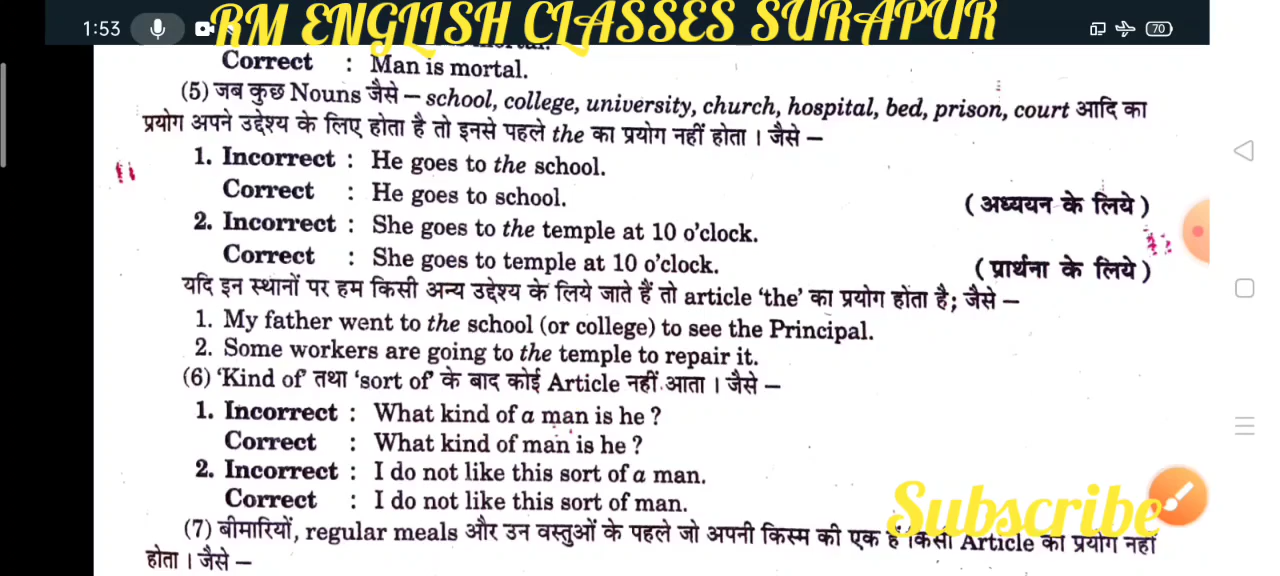 1:53
70
RM ENGLISH CLASSES SURAPUR
Correct : Man is mortal.
(5) जब कुछ Nouns जैसे – school, college, university, church, hospital, bed, prison, court आदि का
प्रयोग अपने उद्देश्य के लिए होता है तो इनसे पहले the का प्रयोग नहीं होता । जैसे –
1. Incorrect : He goes to the school.
Correct : He goes to school. (अध्ययन के लिये)
2. Incorrect : She goes to the temple at 10 o'clock.
Correct : She goes to temple at 10 o'clock. (प्रार्थना के लिये)
यदि इन स्थानों पर हम किसी अन्य उद्देश्य के लिये जाते हैं तो article 'the' का प्रयोग होता है; जैसे –
1. My father went to the school (or college) to see the Principal.
2. Some workers are going to the temple to repair it.
(6) 'Kind of' तथा 'sort of' के बाद कोई Article नहीं आता । जैसे –
1. Incorrect : What kind of a man is he ?
Correct : What kind of man is he ?
2. Incorrect : I do not like this sort of a man.
Correct : I do not like this sort of man.
Subscribe
(7) बीमारियों, regular meals और उन वस्तुओं के पहले जो अपनी किस्म की एक हैं किसी Article का प्रयोग नहीं
होता । जैसे –